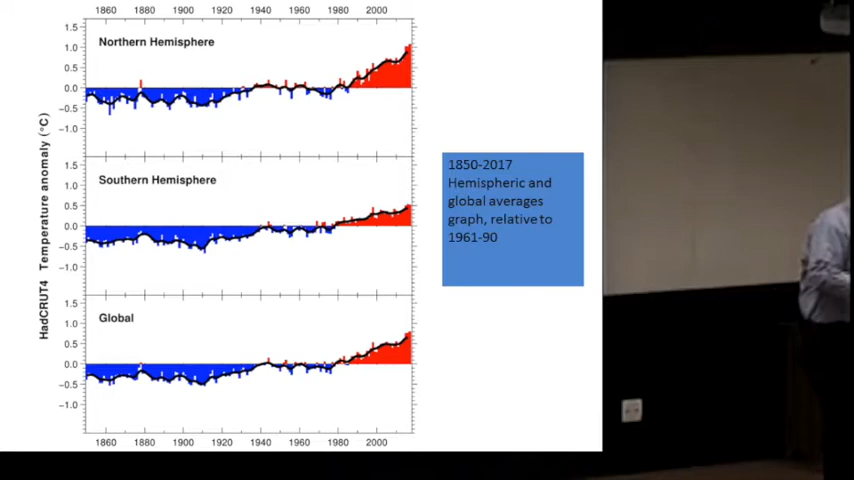 1860 1880 1900 1920 1940 1960 1980 2000
1.5
Northern Hemisphere
1.0
0.5
0.0
−0.5
−1.0
1.5
Southern Hemisphere
1.0
0.5
0.0
−0.5
−1.0
1.5
Global
1.0
0.5
0.0
−0.5
−1.0
1860 1880 1900 1920 1940 1960 1980 2000
HadCRUT4 Temperature anomaly (°C)
1850-2017
Hemispheric and
global averages
graph, relative to
1961-90